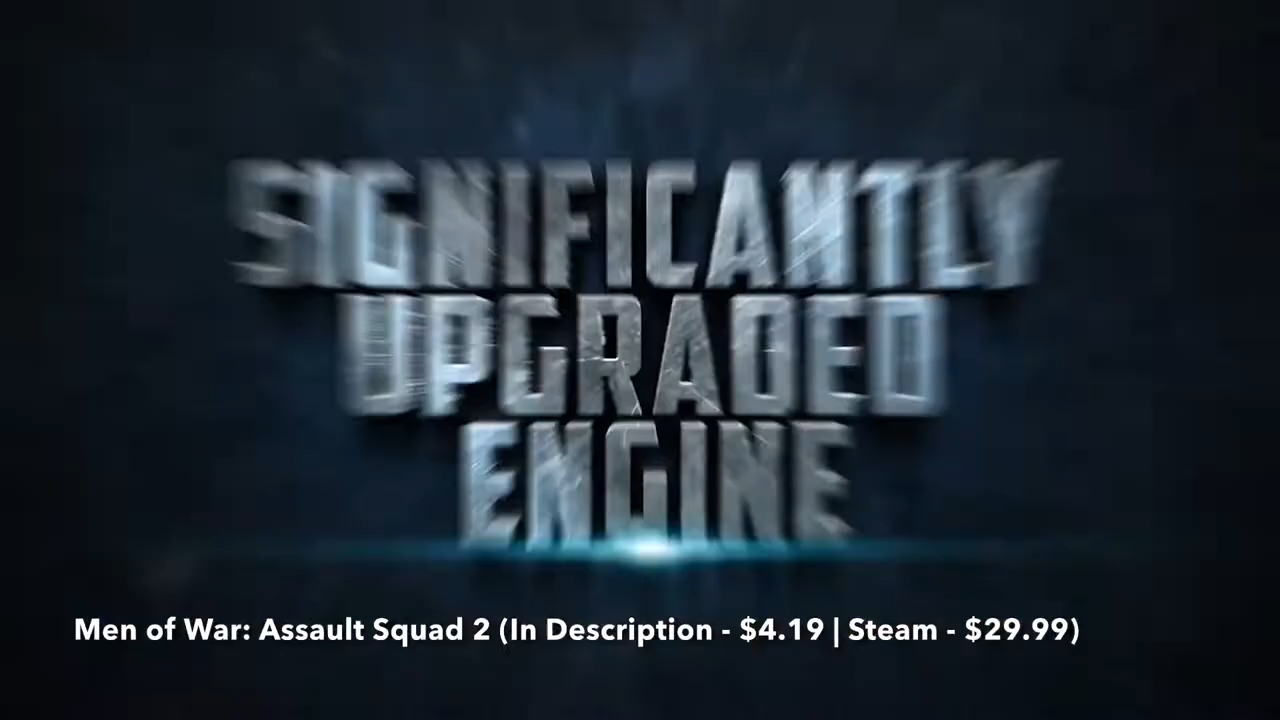 SIGNIFICANTLY
UPGRADED
ENGINE
Men of War: Assault Squad 2 (In Description - $4.19 | Steam - $29.99)